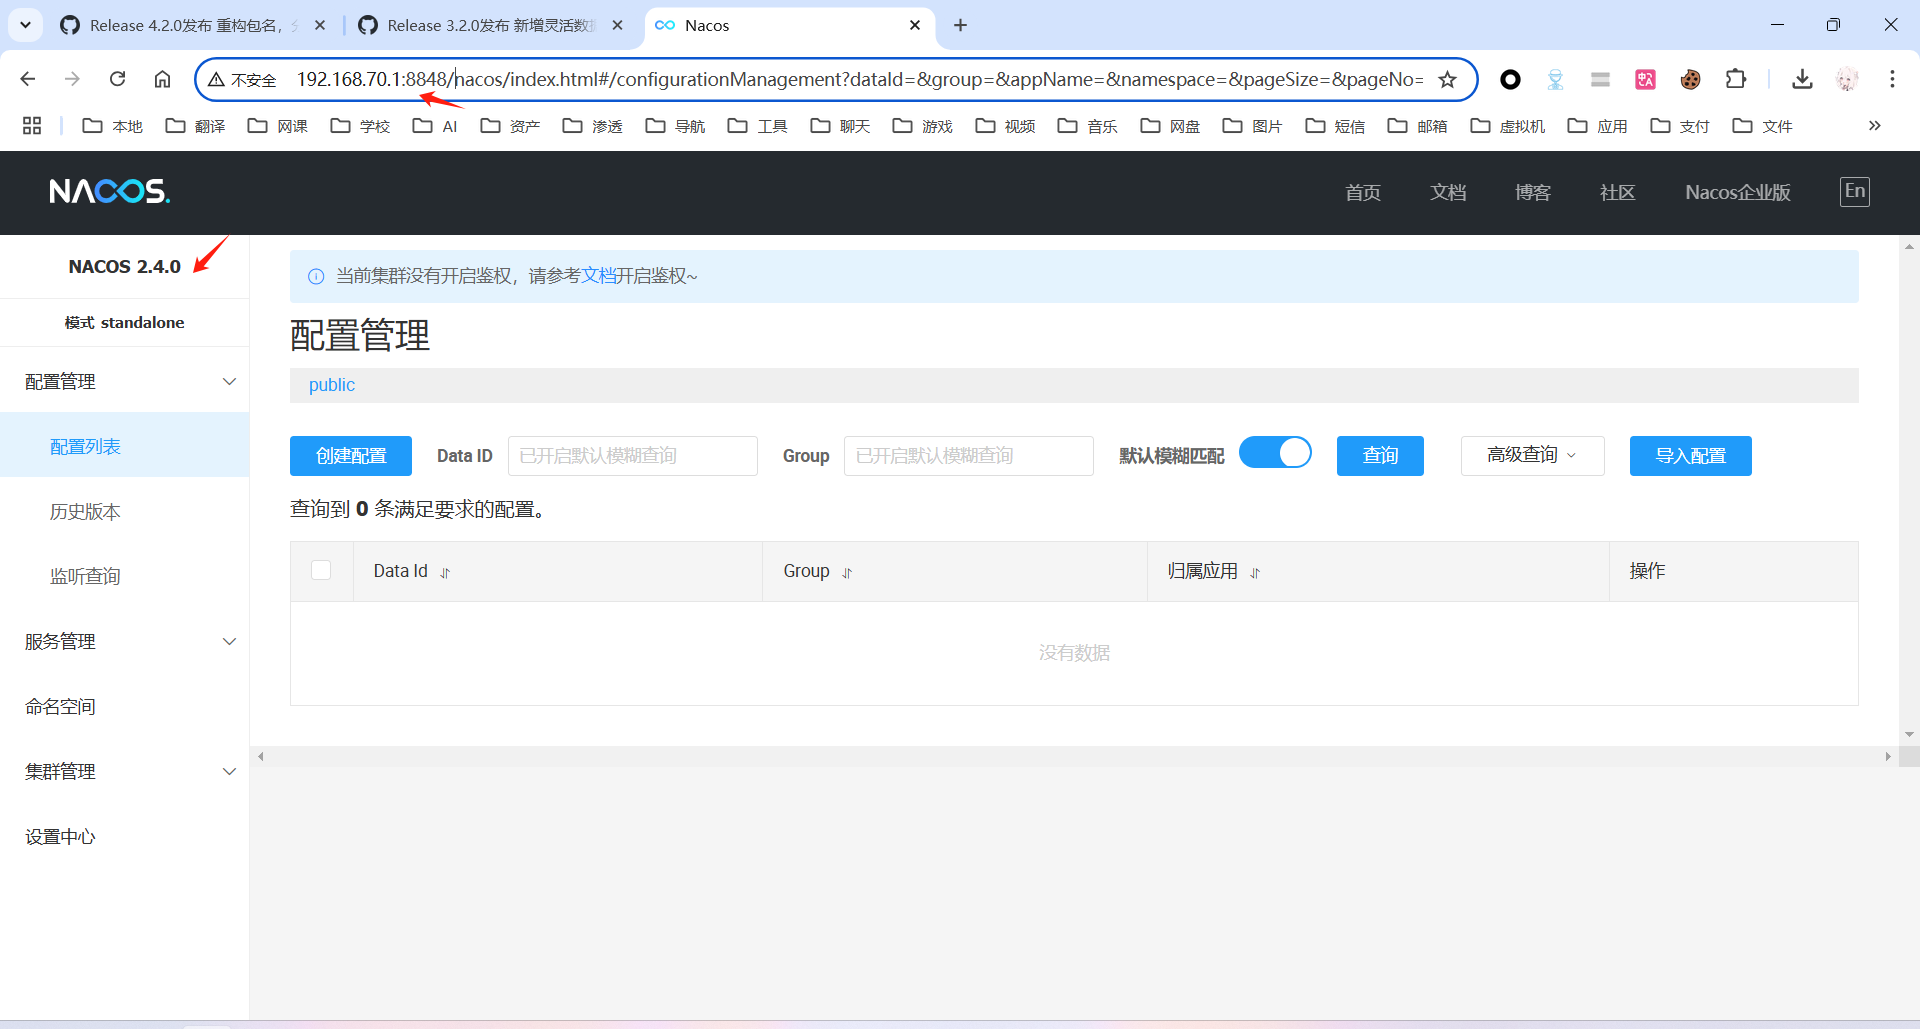 Release 4.2.0发布 重构包名，
Release 3.2.0发布 新增灵活数
Nacos
不安全
192.168.70.1:8848/nacos/index.html#/configurationManagement?dataId=&group=&appName=&namespace=&pageSize=&pageNo=
本地
翻译
网课
学校
AI
资产
渗透
导航
工具
聊天
游戏
视频
音乐
网盘
图片
短信
邮箱
虚拟机
应用
支付
文件
NACOS.
首页
文档
博客
社区
Nacos企业版
En
NACOS 2.4.0
模式 standalone
配置管理
配置列表
历史版本
监听查询
服务管理
命名空间
集群管理
设置中心
当前集群没有开启鉴权，请参考文档开启鉴权~
配置管理
public
创建配置
Data ID
已开启默认模糊查询
Group
已开启默认模糊查询
默认模糊匹配
查询
高级查询
导入配置
查询到 0 条满足要求的配置。
Data Id
Group
归属应用
操作
没有数据